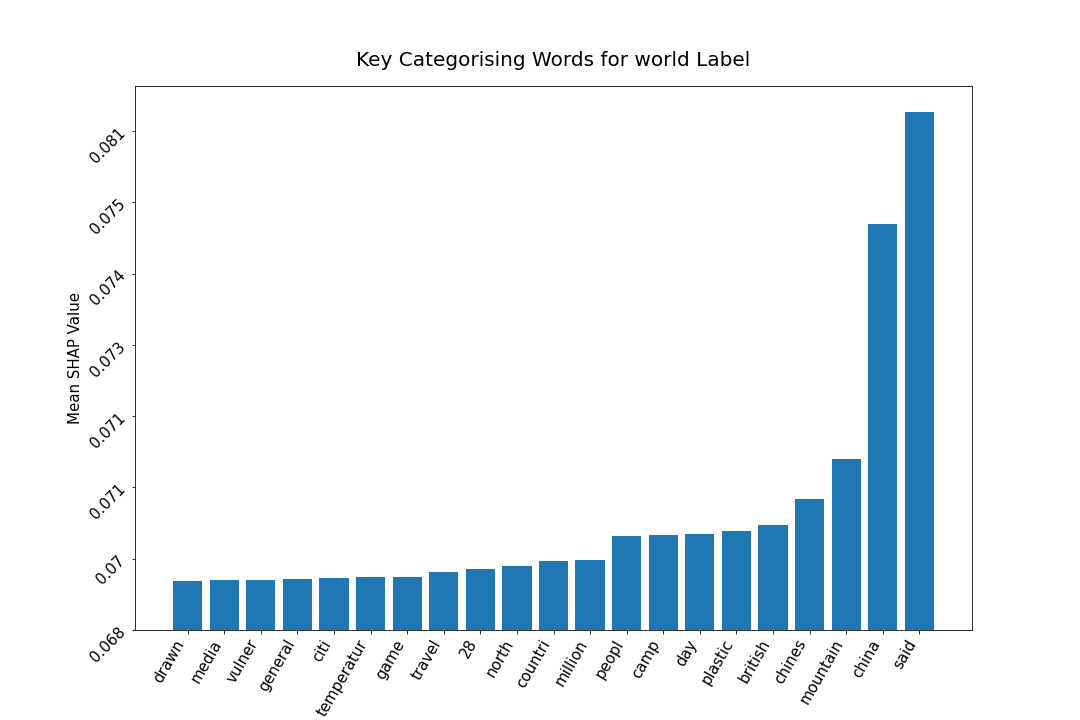 Key Categorising Words for world Label
Mean SHAP Value
0.081
0.075
0.074
0.073
0.071
0.071
0.07
0.068
drawn
media
vulner
general
citi
temperatur
game
travel
28
north
countri
million
peopl
camp
day
plastic
british
chines
mountain
china
said